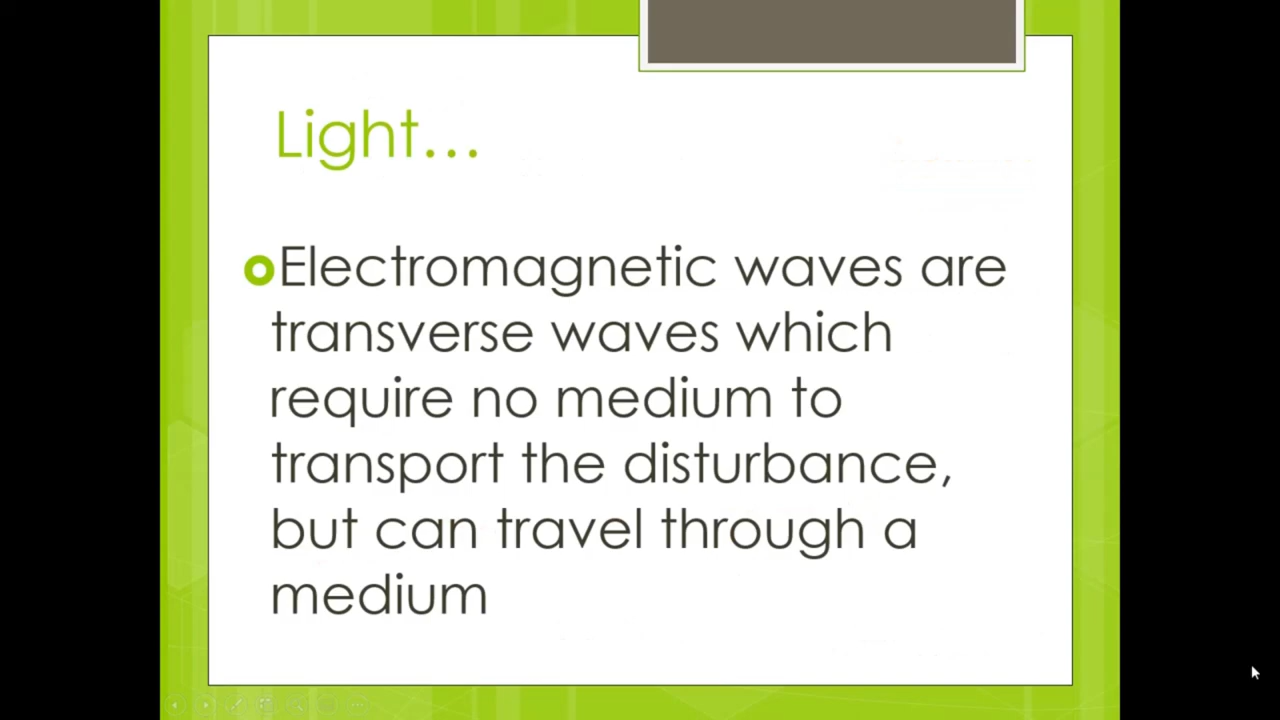 Light…
Electromagnetic waves are
transverse waves which
require no medium to
transport the disturbance,
but can travel through a
medium